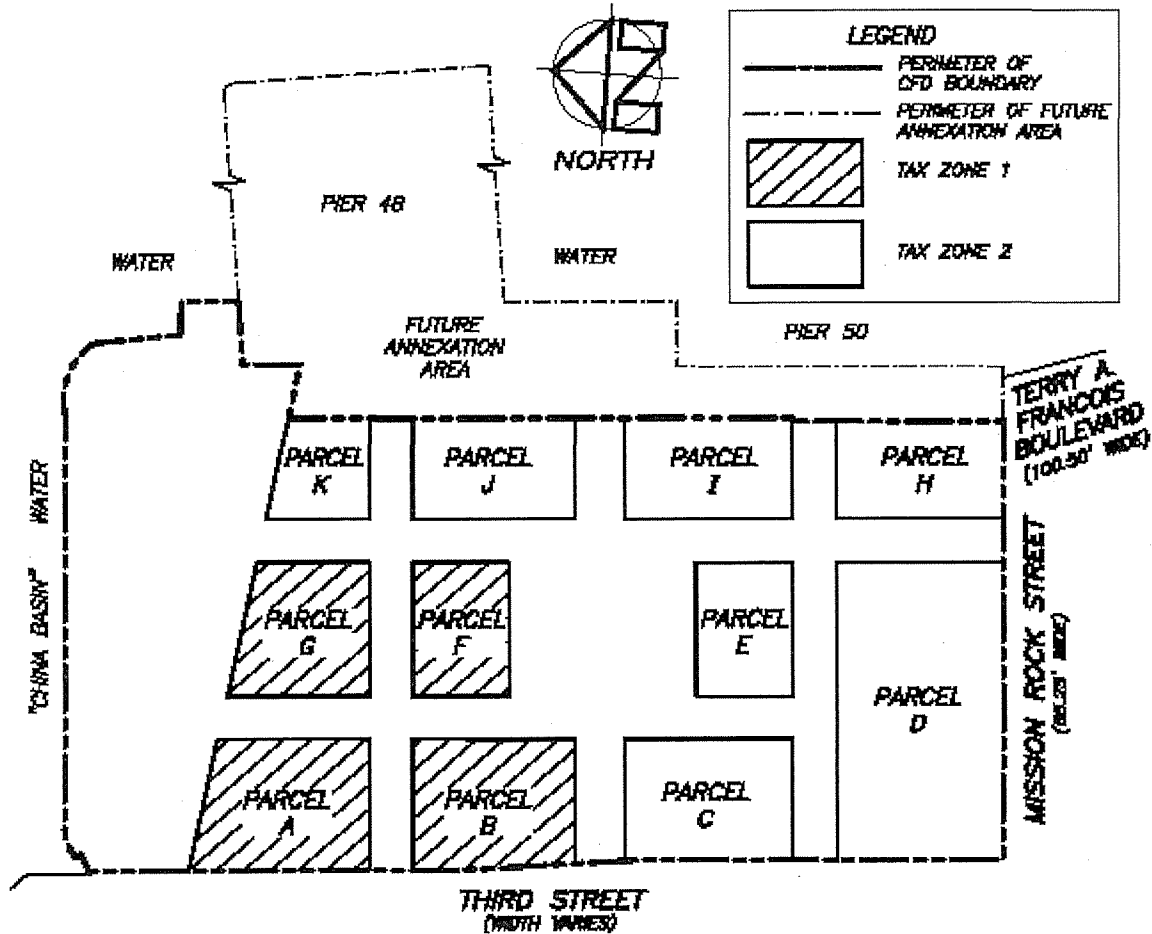 LEGEND
PERIMETER OF
CFD BOUNDARY
PERIMETER OF FUTURE
ANNEXATION AREA
TAX ZONE 1
TAX ZONE 2
NORTH
PIER 48
WATER
WATER
FUTURE
ANNEXATION
AREA
PIER 50
TERRY A.
FRANCOIS
BOULEVARD
(100.50' WIDE)
PARCEL
K
PARCEL
J
PARCEL
I
PARCEL
H
WATER
"CHINA BASIN"
PARCEL
G
PARCEL
F
PARCEL
E
PARCEL
D
MISSION ROCK STREET
WIDE)
PARCEL
A
PARCEL
B
PARCEL
C
THIRD STREET
(WIDTH VARIES)